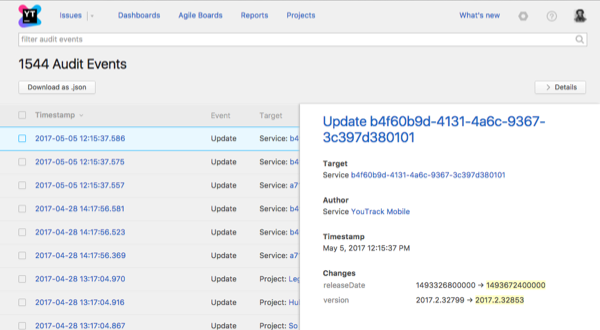 YT
Issues
Dashboards
Agile Boards
Reports
Projects
What's new
filter audit events
1544 Audit Events
Download as .json
Details
Timestamp Event Target
2017-05-05 12:15:37.586 Update Service: b4
2017-05-05 12:15:37.575 Update Service: b4
2017-05-05 12:15:37.557 Update Service: a7
2017-04-28 14:17:56.581 Update Service: b4
2017-04-28 14:17:56.523 Update Service: b4
2017-04-28 14:17:56.369 Update Service: a7
2017-04-28 13:17:04.970 Update Project: Leg
2017-04-28 13:17:04.916 Update Project: Hu
2017-04-28 13:17:04.867 Update Project: So
Update b4f60b9d-4131-4a6c-9367-
3c397d380101
Target
Service b4f60b9d-4131-4a6c-9367-3c397d380101
Author
Service YouTrack Mobile
Timestamp
May 5, 2017 12:15:37 PM
Changes
releaseDate 1493326800000 → 1493672400000
version 2017.2.32799 → 2017.2.32853